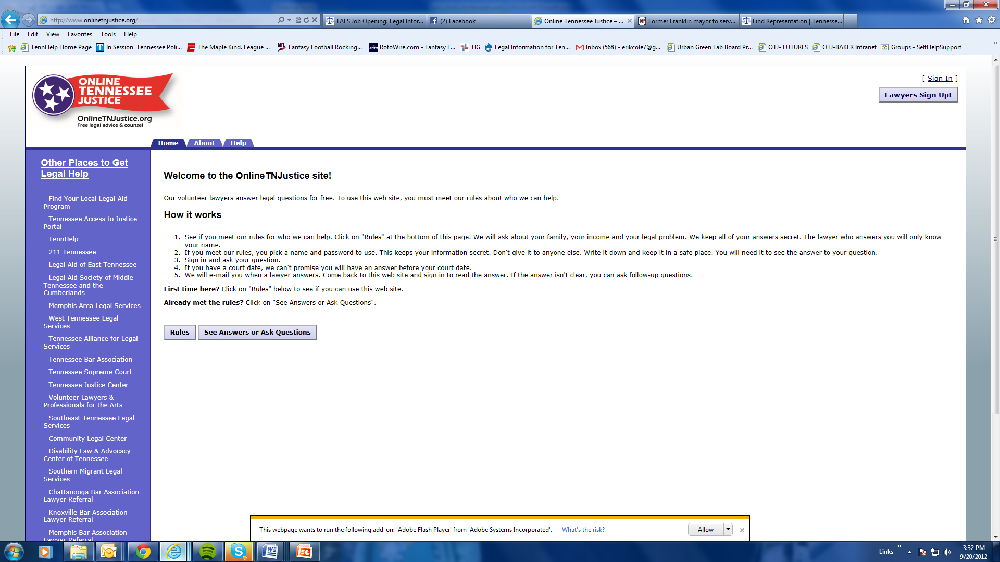 http://www.onlinetnjustice.org/
TALS Job Opening: Legal Infor...
(2) Facebook
Online Tennessee Justice – ...
Former Franklin mayor to serv...
Find Representation | Tennesse...
File Edit View Favorites Tools Help
TennHelp Home Page
In Session Tennessee Poli...
The Maple Kind. League ...
Fantasy Football Rocking...
RotoWire.com - Fantasy F...
TIG
Legal Information for Ten...
Inbox (568) - erikcole7@g...
Urban Green Lab Board Pr...
OTJ- FUTURES
OTJ-BAKER Intranet
Groups - SelfHelpSupport
ONLINE
TENNESSEE
JUSTICE
OnlineTNJustice.org
Free legal advice & counsel
[ Sign In ]
Lawyers Sign Up!
Home About Help
Other Places to Get
Legal Help
Find Your Local Legal Aid
Program
Tennessee Access to Justice
Portal
TennHelp
211 Tennessee
Legal Aid of East Tennessee
Legal Aid Society of Middle
Tennessee and the
Cumberlands
Memphis Area Legal Services
West Tennessee Legal
Services
Tennessee Alliance for Legal
Services
Tennessee Bar Association
Tennessee Supreme Court
Tennessee Justice Center
Volunteer Lawyers &
Professionals for the Arts
Southeast Tennessee Legal
Services
Community Legal Center
Disability Law & Advocacy
Center of Tennessee
Southern Migrant Legal
Services
Chattanooga Bar Association
Lawyer Referral
Knoxville Bar Association
Lawyer Referral
Memphis Bar Association
Lawyer Referral
Welcome to the OnlineTNJustice site!
Our volunteer lawyers answer legal questions for free. To use this web site, you must meet our rules about who we can help.
How it works
1. See if you meet our rules for who we can help. Click on "Rules" at the bottom of this page. We will ask about your family, your income and your legal problem. We keep all of your answers secret. The lawyer who answers you will only know
your name.
2. If you meet our rules, you pick a name and password to use. This keeps your information secret. Don't give it to anyone else. Write it down and keep it in a safe place. You will need it to see the answer to your question.
3. Sign in and ask your question.
4. If you have a court date, we can't promise you will have an answer before your court date.
5. We will e-mail you when a lawyer answers. Come back to this web site and sign in to read the answer. If the answer isn't clear, you can ask follow-up questions.
First time here? Click on "Rules" below to see if you can use this web site.
Already met the rules? Click on "See Answers or Ask Questions".
Rules
See Answers or Ask Questions
This webpage wants to run the following add-on: 'Adobe Flash Player' from 'Adobe Systems Incorporated'. What's the risk?
Allow
Links
3:32 PM
9/20/2012